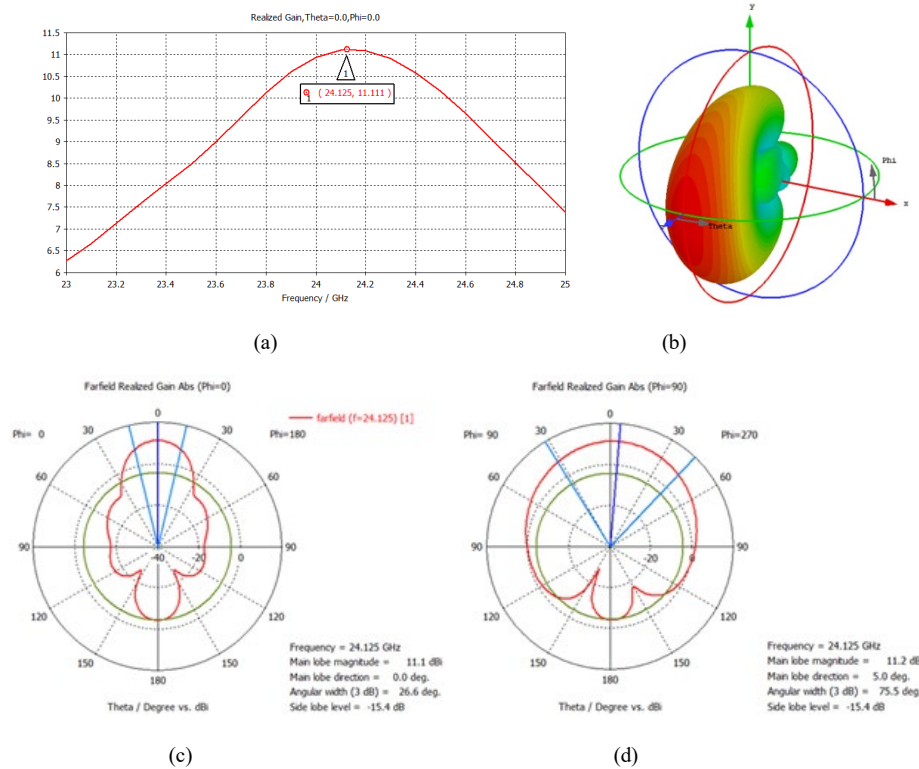 Realized Gain,Theta=0.0,Phi=0.0
11.5
11
10.5
10
9.5
9
8.5
8
7.5
7
6.5
6
1
1 ( 24.125, 11.111 )
23 23.2 23.4 23.6 23.8 24 24.2 24.4 24.6 24.8 25
Frequency / GHz
y
Phi
x
Theta
(a) (b)
Farfield Realized Gain Abs (Phi=0)
farfield (f=24.125) [1]
Phi= 0 30 0 30 Phi=180
60 60
90 -40 -20 0 90
120 120
150 180 150
Theta / Degree vs. dBi
Frequency = 24.125 GHz
Main lobe magnitude = 11.1 dBi
Main lobe direction = 0.0 deg.
Angular width (3 dB) = 26.6 deg.
Side lobe level = -15.4 dB
Farfield Realized Gain Abs (Phi=90)
Phi= 90 30 0 30 Phi=270
60 60
90 -20 0 90
120 120
150 180 150
Theta / Degree vs. dBi
Frequency = 24.125 GHz
Main lobe magnitude = 11.2 dB
Main lobe direction = 5.0 deg.
Angular width (3 dB) = 75.5 deg.
Side lobe level = -15.4 dB
(c) (d)